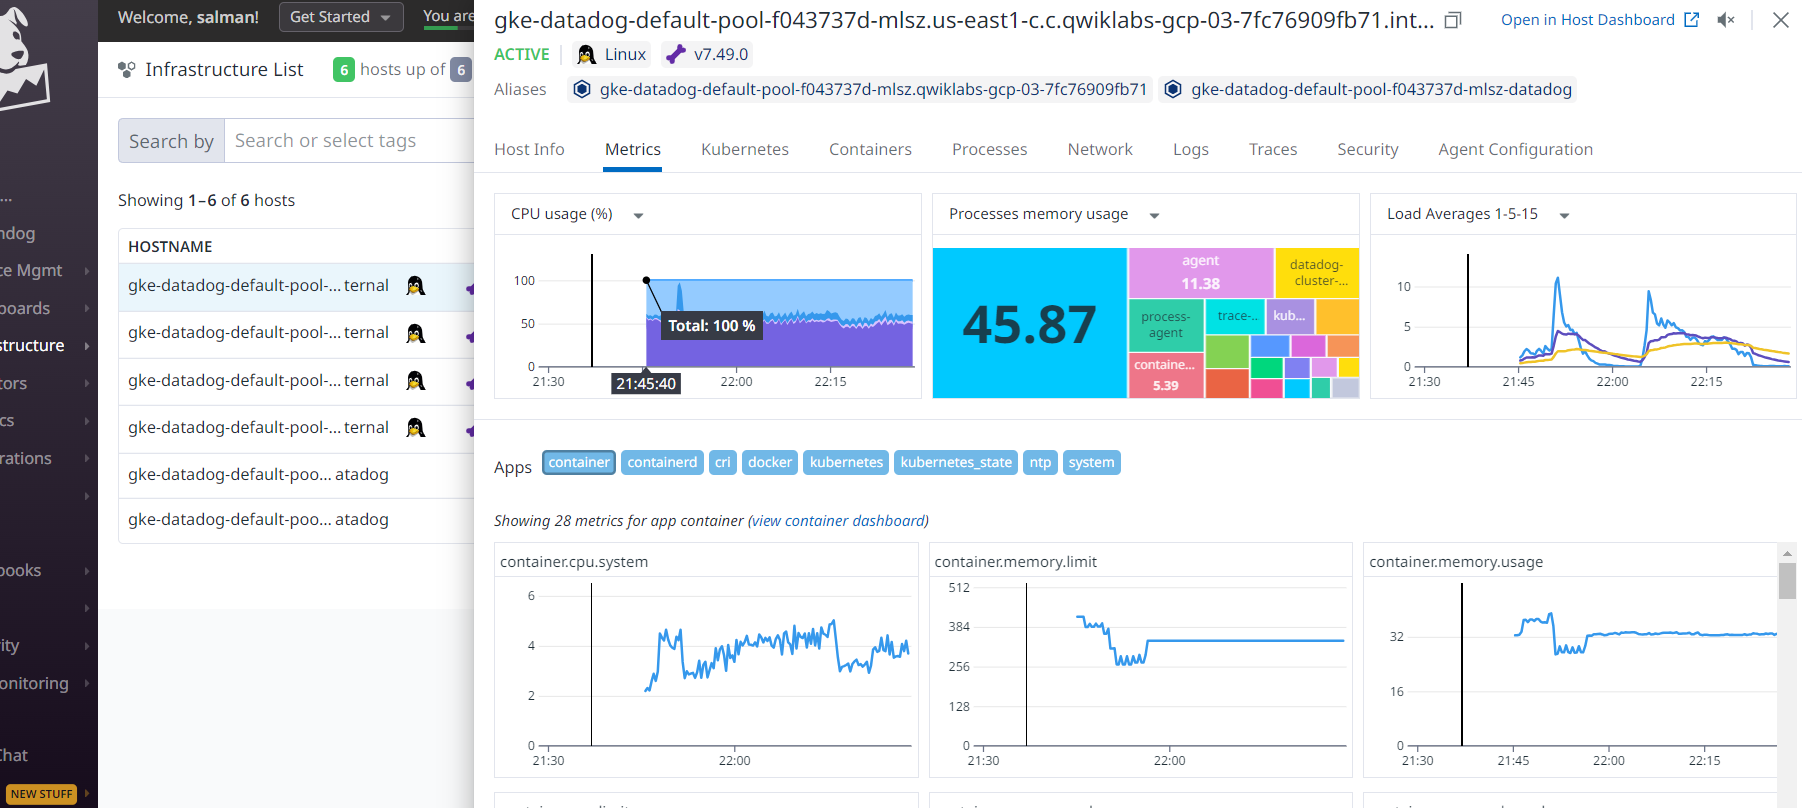 Welcome, salman!
Get Started
You are
Infrastructure List
6 hosts up of 6
Search by
Search or select tags
Showing 1–6 of 6 hosts
HOSTNAME
gke-datadog-default-pool-... ternal
gke-datadog-default-pool-... ternal
gke-datadog-default-pool-... ternal
gke-datadog-default-pool-... ternal
gke-datadog-default-poo... atadog
gke-datadog-default-poo... atadog
...
ndog
ce Mgmt
boards
structure
tors
cs
rations
ooks
rity
onitoring
Chat
NEW STUFF
gke-datadog-default-pool-f043737d-mlsz.us-east1-c.c.qwiklabs-gcp-03-7fc76909fb71.int...
Open in Host Dashboard
ACTIVE
Linux
v7.49.0
Aliases
gke-datadog-default-pool-f043737d-mlsz.qwiklabs-gcp-03-7fc76909fb71
gke-datadog-default-pool-f043737d-mlsz-datadog
Host Info
Metrics
Kubernetes
Containers
Processes
Network
Logs
Traces
Security
Agent Configuration
CPU usage (%)
100
50
0
Total: 100 %
21:30
21:45:40
22:00
22:15
Processes memory usage
45.87
agent
11.38
datadog-
cluster-...
process-
agent
trace-..
kub...
containe...
5.39
Load Averages 1-5-15
10
5
0
21:30
21:45
22:00
22:15
Apps
container
containerd
cri
docker
kubernetes
kubernetes_state
ntp
system
Showing 28 metrics for app container (view container dashboard)
container.cpu.system
6
4
2
0
21:30
22:00
container.memory.limit
512
384
256
128
0
21:30
22:00
container.memory.usage
32
16
0
21:30
21:45
22:00
22:15